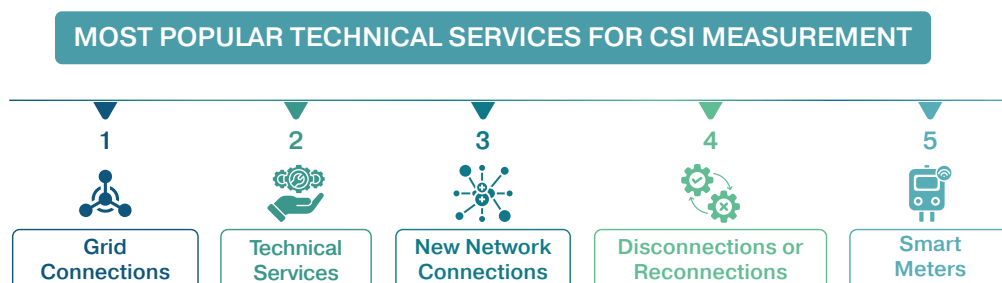 MOST POPULAR TECHNICAL SERVICES FOR CSI MEASUREMENT
1
2
3
4
5
Grid
Connections
Technical
Services
New Network
Connections
Disconnections or
Reconnections
Smart
Meters